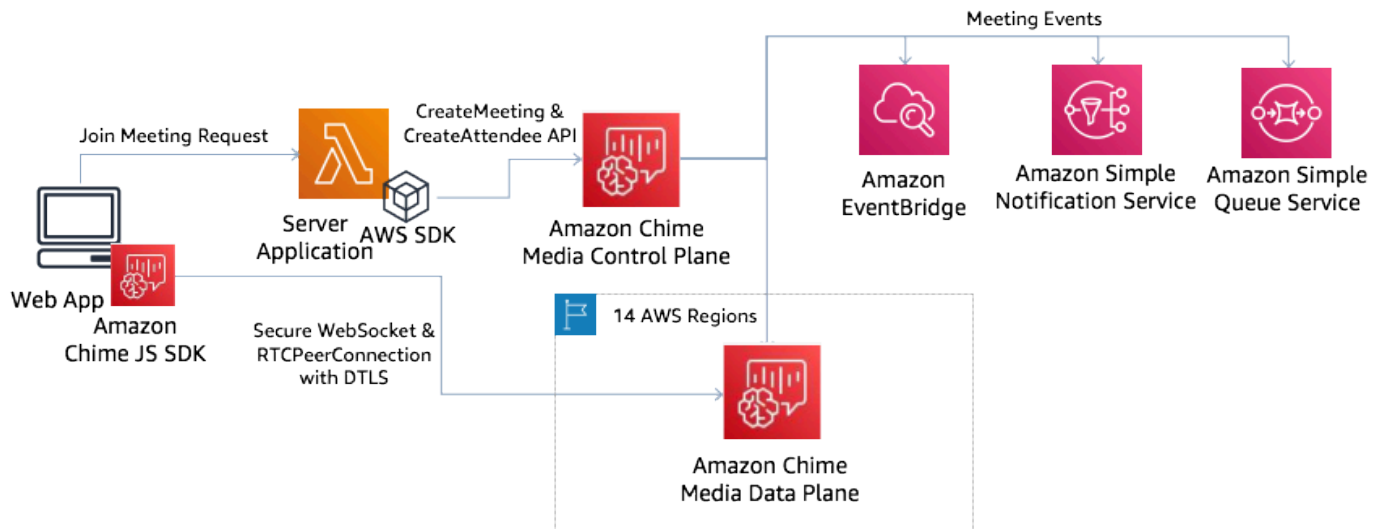 Meeting Events
Join Meeting Request
CreateMeeting &
CreateAttendee API
Server
Application
AWS SDK
Amazon Chime
Media Control Plane
Amazon
EventBridge
Amazon Simple
Notification Service
Amazon Simple
Queue Service
Web App
Amazon
Chime JS SDK
Secure WebSocket &
RTCPeerConnection
with DTLS
14 AWS Regions
Amazon Chime
Media Data Plane